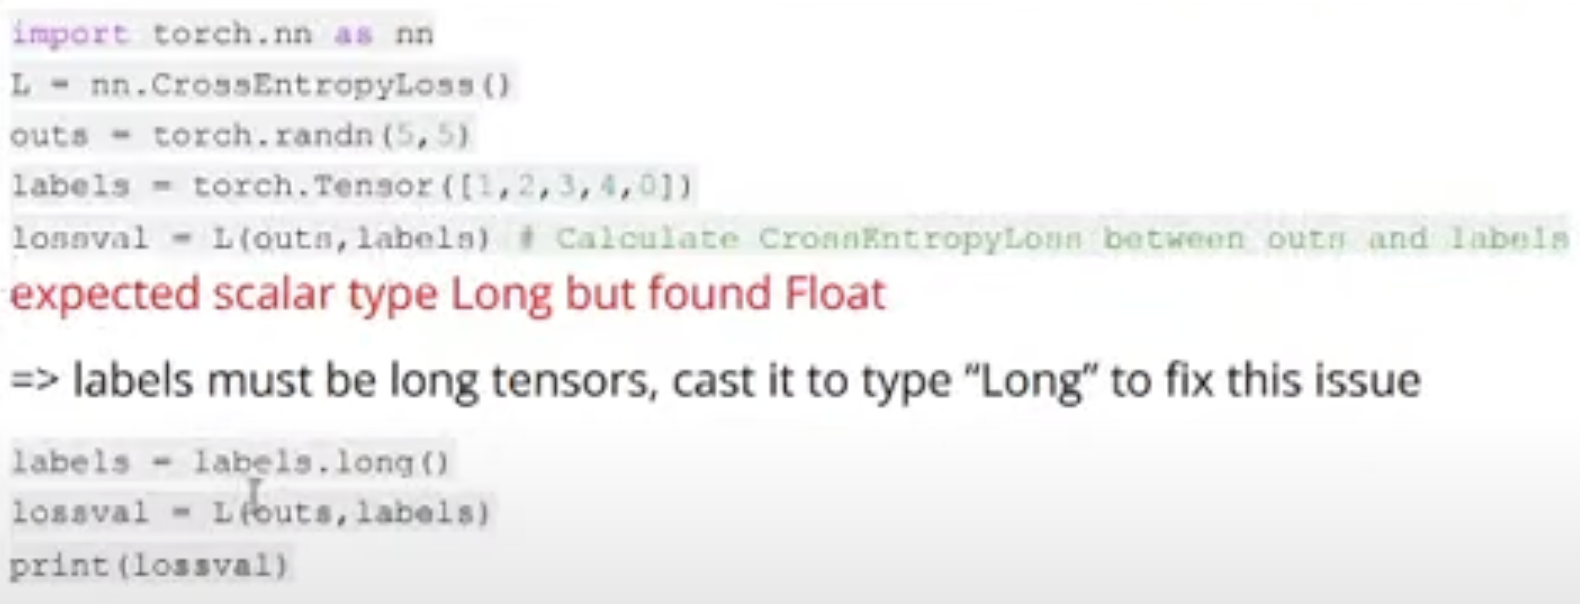 import torch.nn as nn
L = nn.CrossEntropyLoss()
outs = torch.randn(5,5)
labels = torch.Tensor([1,2,3,4,0])
lossval = L(outs,labels) # Calculate CrossEntropyLoss between outs and labels
expected scalar type Long but found Float
=> labels must be long tensors, cast it to type “Long” to fix this issue
labels = labels.long()
lossval = L(outs,labels)
print(lossval)